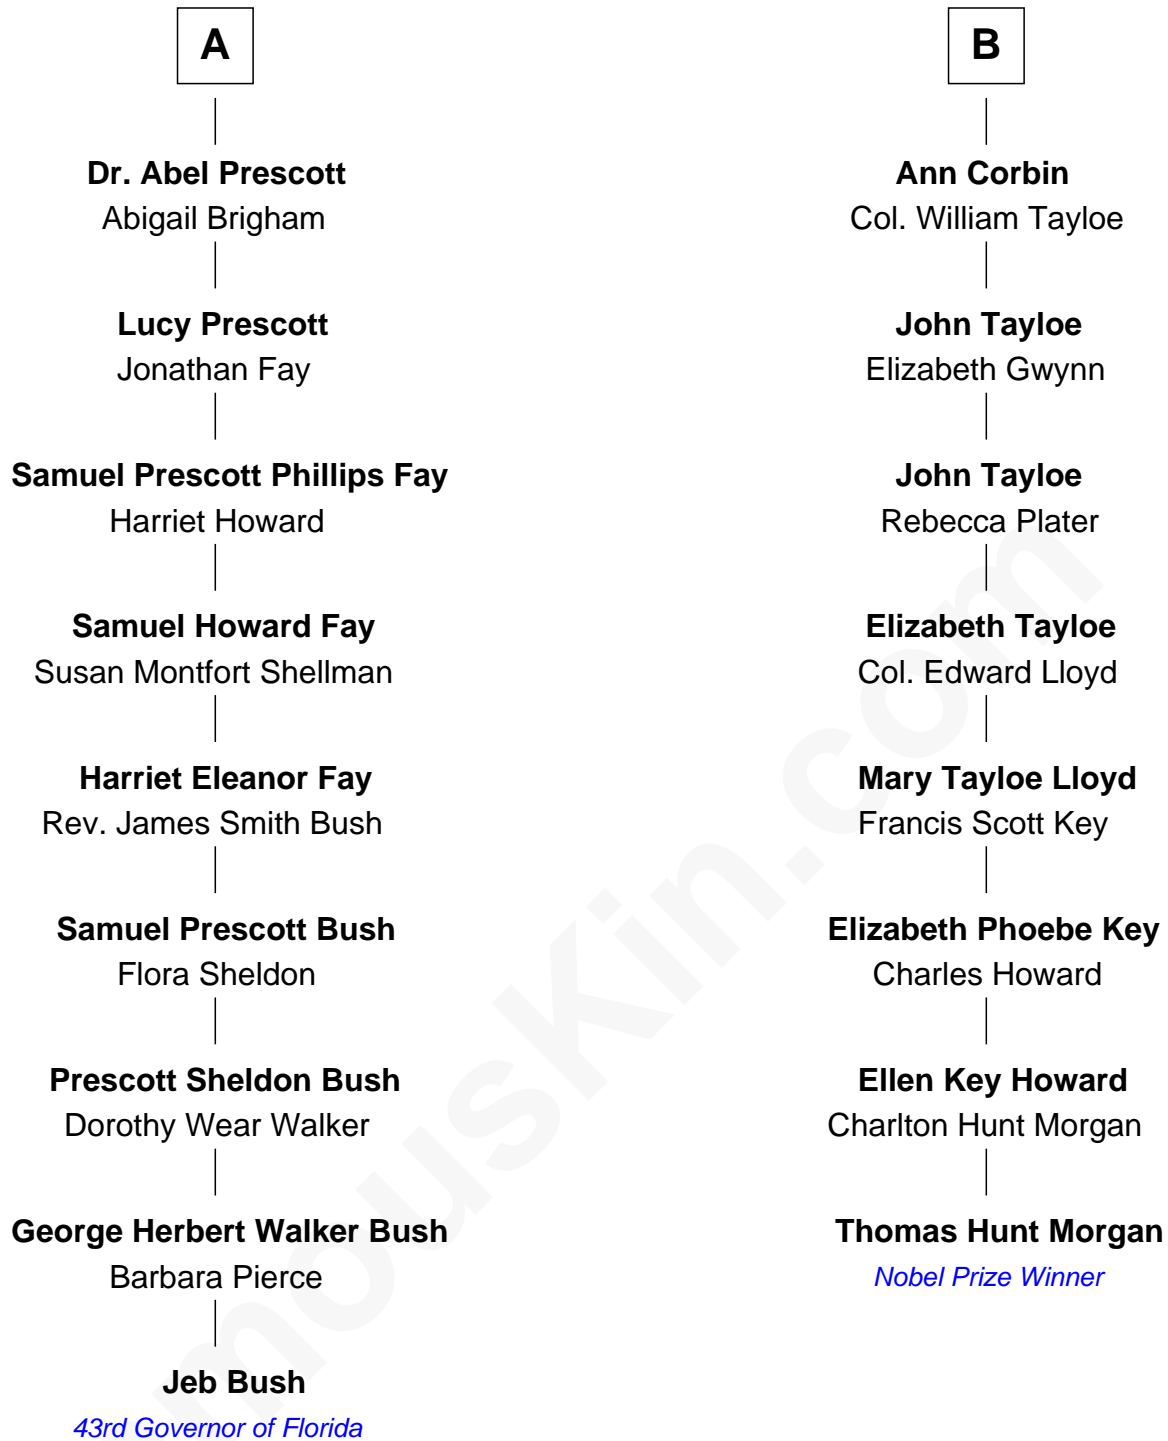 A
Dr. Abel Prescott
Abigail Brigham
Lucy Prescott
Jonathan Fay
Samuel Prescott Phillips Fay
Harriet Howard
Samuel Howard Fay
Susan Montfort Shellman
Harriet Eleanor Fay
Rev. James Smith Bush
Samuel Prescott Bush
Flora Sheldon
Prescott Sheldon Bush
Dorothy Wear Walker
George Herbert Walker Bush
Barbara Pierce
Jeb Bush
43rd Governor of Florida
B
Ann Corbin
Col. William Tayloe
John Tayloe
Elizabeth Gwynn
John Tayloe
Rebecca Plater
Elizabeth Tayloe
Col. Edward Lloyd
Mary Tayloe Lloyd
Francis Scott Key
Elizabeth Phoebe Key
Charles Howard
Ellen Key Howard
Charlton Hunt Morgan
Thomas Hunt Morgan
Nobel Prize Winner
mousKin.com